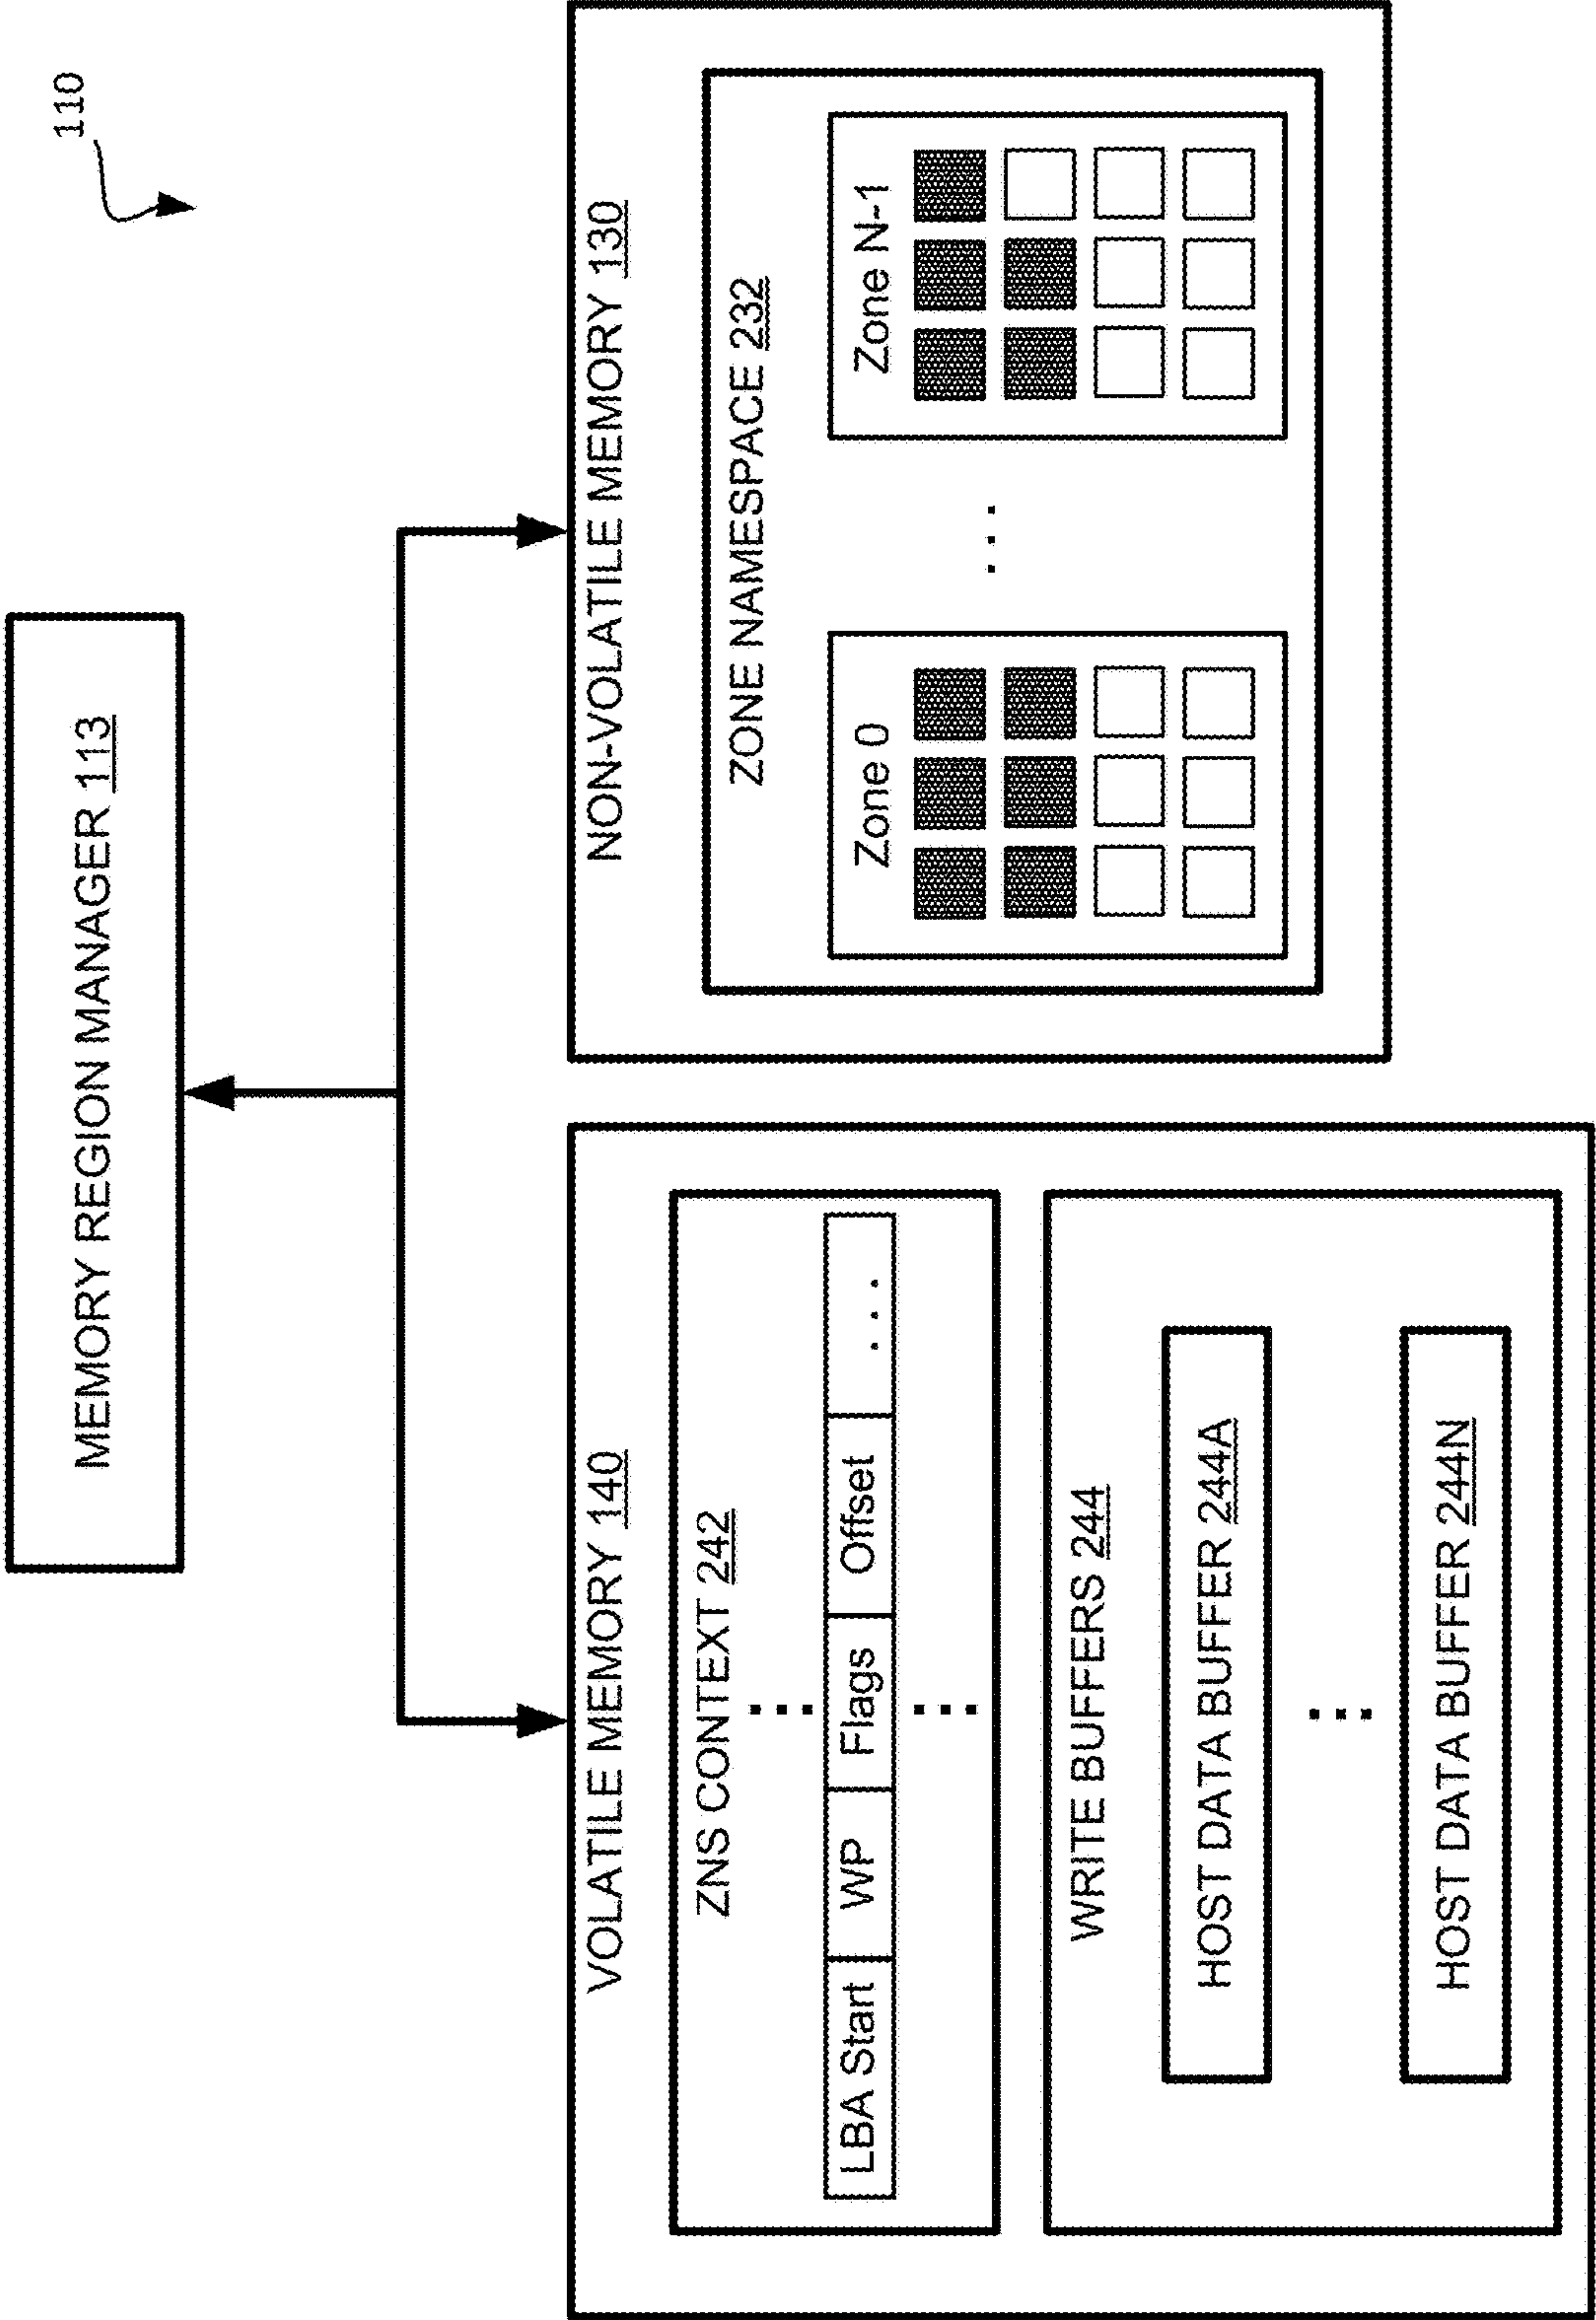 110
MEMORY REGION MANAGER 113
VOLATILE MEMORY 140
ZNS CONTEXT 242
LBA Start WP Flags Offset ...
WRITE BUFFERS 244
HOST DATA BUFFER 244A
HOST DATA BUFFER 244N
NON-VOLATILE MEMORY 130
ZONE NAMESPACE 232
Zone 0
...
Zone N-1